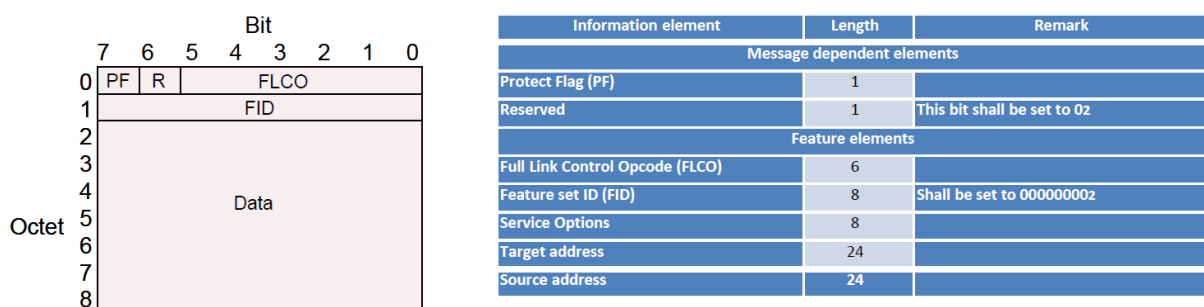 Bit
7 6 5 4 3 2 1 0
0 PF R FLCO
1 FID
2
3
4
Data
Octet 5
6
7
8
Information element Length Remark
Message dependent elements
Protect Flag (PF) 1
Reserved 1 This bit shall be set to 02
Feature elements
Full Link Control Opcode (FLCO) 6
Feature set ID (FID) 8 Shall be set to 000000002
Service Options 8
Target address 24
Source address 24